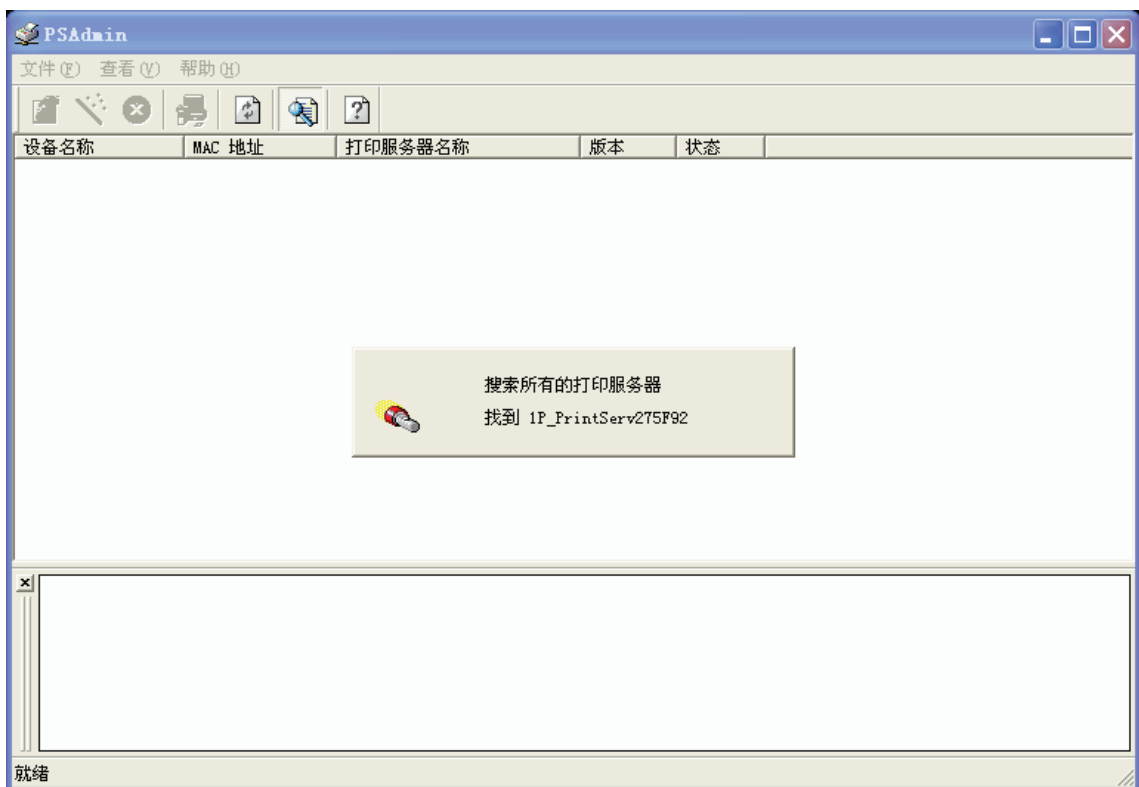 PSAdmin
文件(F) 查看(V) 帮助(H)
设备名称 MAC 地址 打印服务器名称 版本 状态
搜索所有的打印服务器
找到 1P_PrintServ275F92
就绪